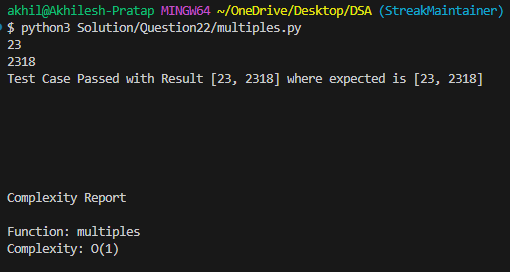 akhil@Akhilesh-Pratap MINGW64 ~/OneDrive/Desktop/DSA (StreakMaintainer)
$ python3 Solution/Question22/multiples.py
23
2318
Test Case Passed with Result [23, 2318] where expected is [23, 2318]
Complexity Report
Function: multiples
Complexity: O(1)